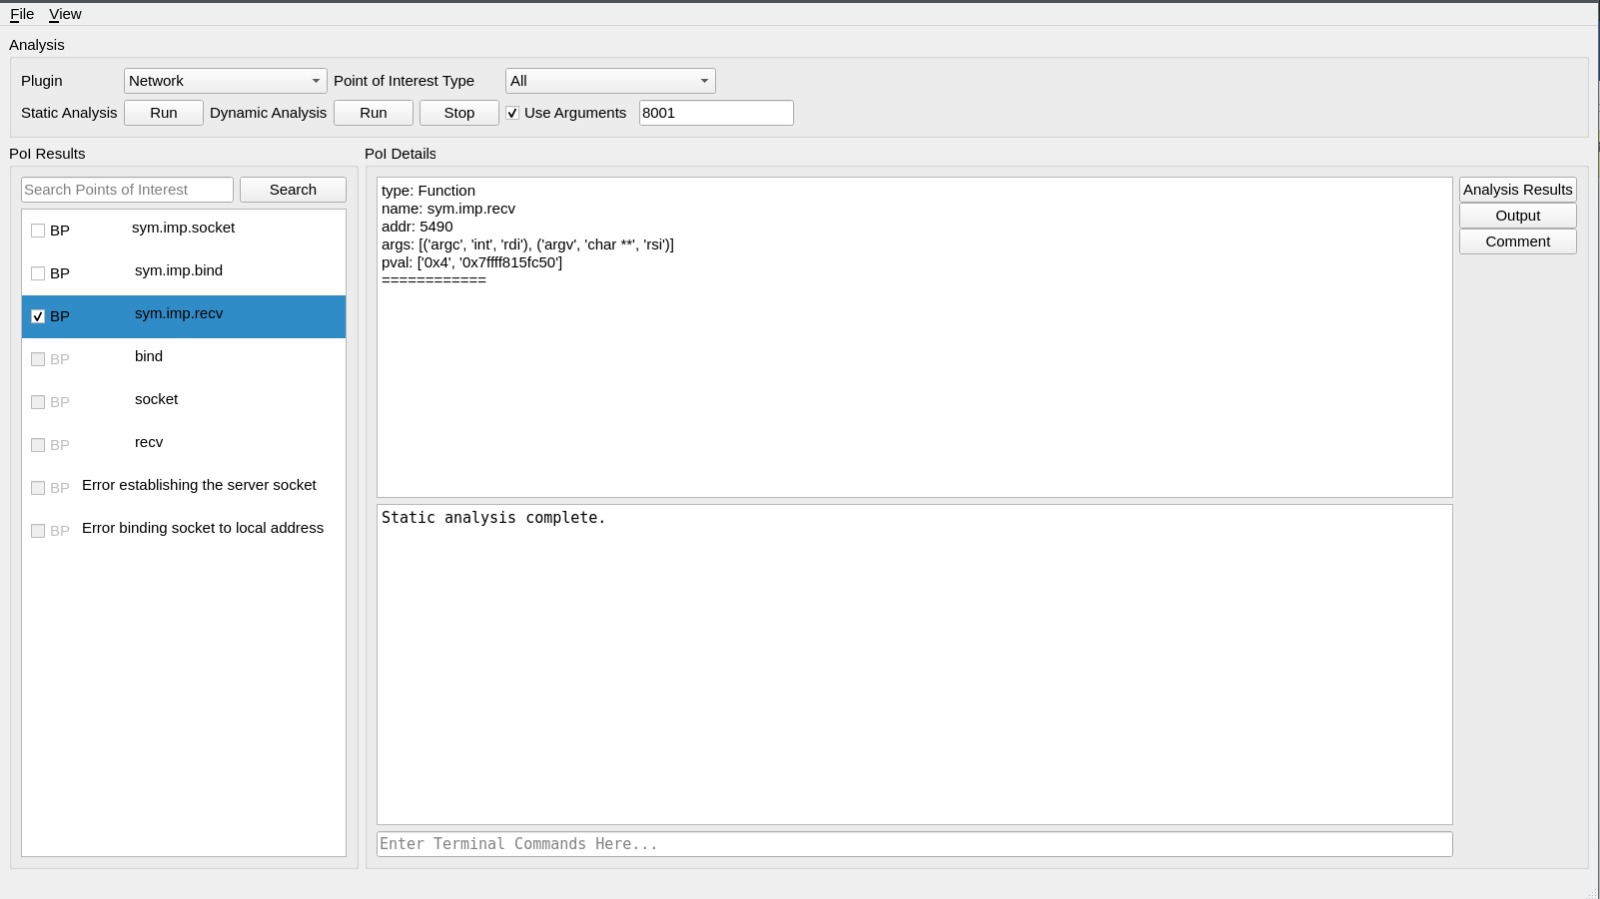 File View
Analysis
Plugin Network Point of Interest Type All
Static Analysis Run Dynamic Analysis Run Stop Use Arguments 8001
PoI Results
Search Points of Interest Search
BP sym.imp.socket
BP sym.imp.bind
BP sym.imp.recv
BP bind
BP socket
BP recv
BP Error establishing the server socket
BP Error binding socket to local address
PoI Details
type: Function
name: sym.imp.recv
addr: 5490
args: [('argc', 'int', 'rdi'), ('argv', 'char **', 'rsi')]
pval: ['0x4', '0x7ffff815fc50']
============
Analysis Results
Output
Comment
Static analysis complete.
Enter Terminal Commands Here...